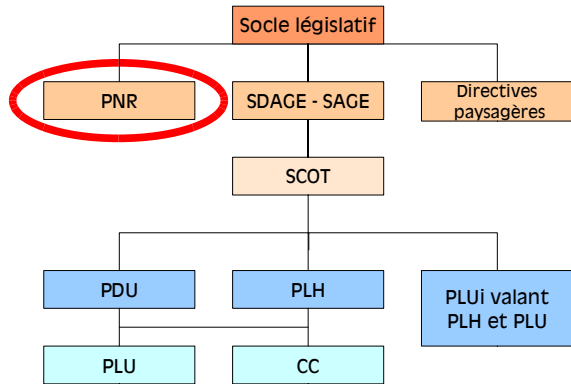 Socle législatif
PNR
SDAGE - SAGE
Directives
paysagères
SCOT
PDU
PLH
PLUi valant
PLH et PLU
PLU
CC